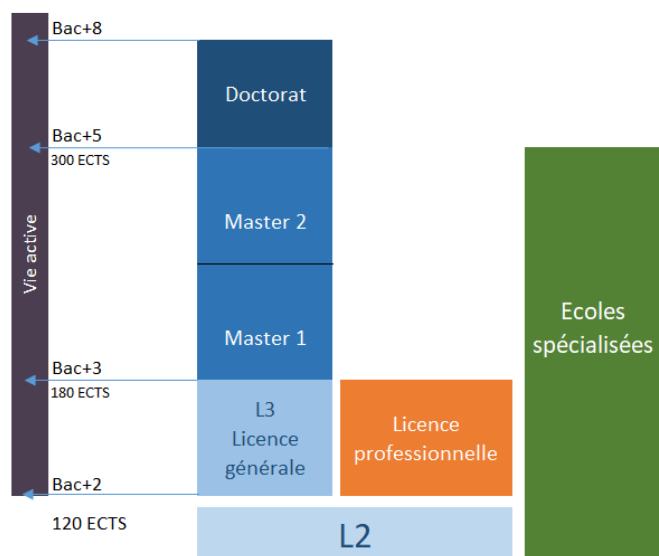 Bac+8
Doctorat
Bac+5
300 ECTS
Master 2
Vie active
Ecoles
spécialisées
Master 1
Bac+3
180 ECTS
L3
Licence
générale
Licence
professionnelle
Bac+2
120 ECTS
L2